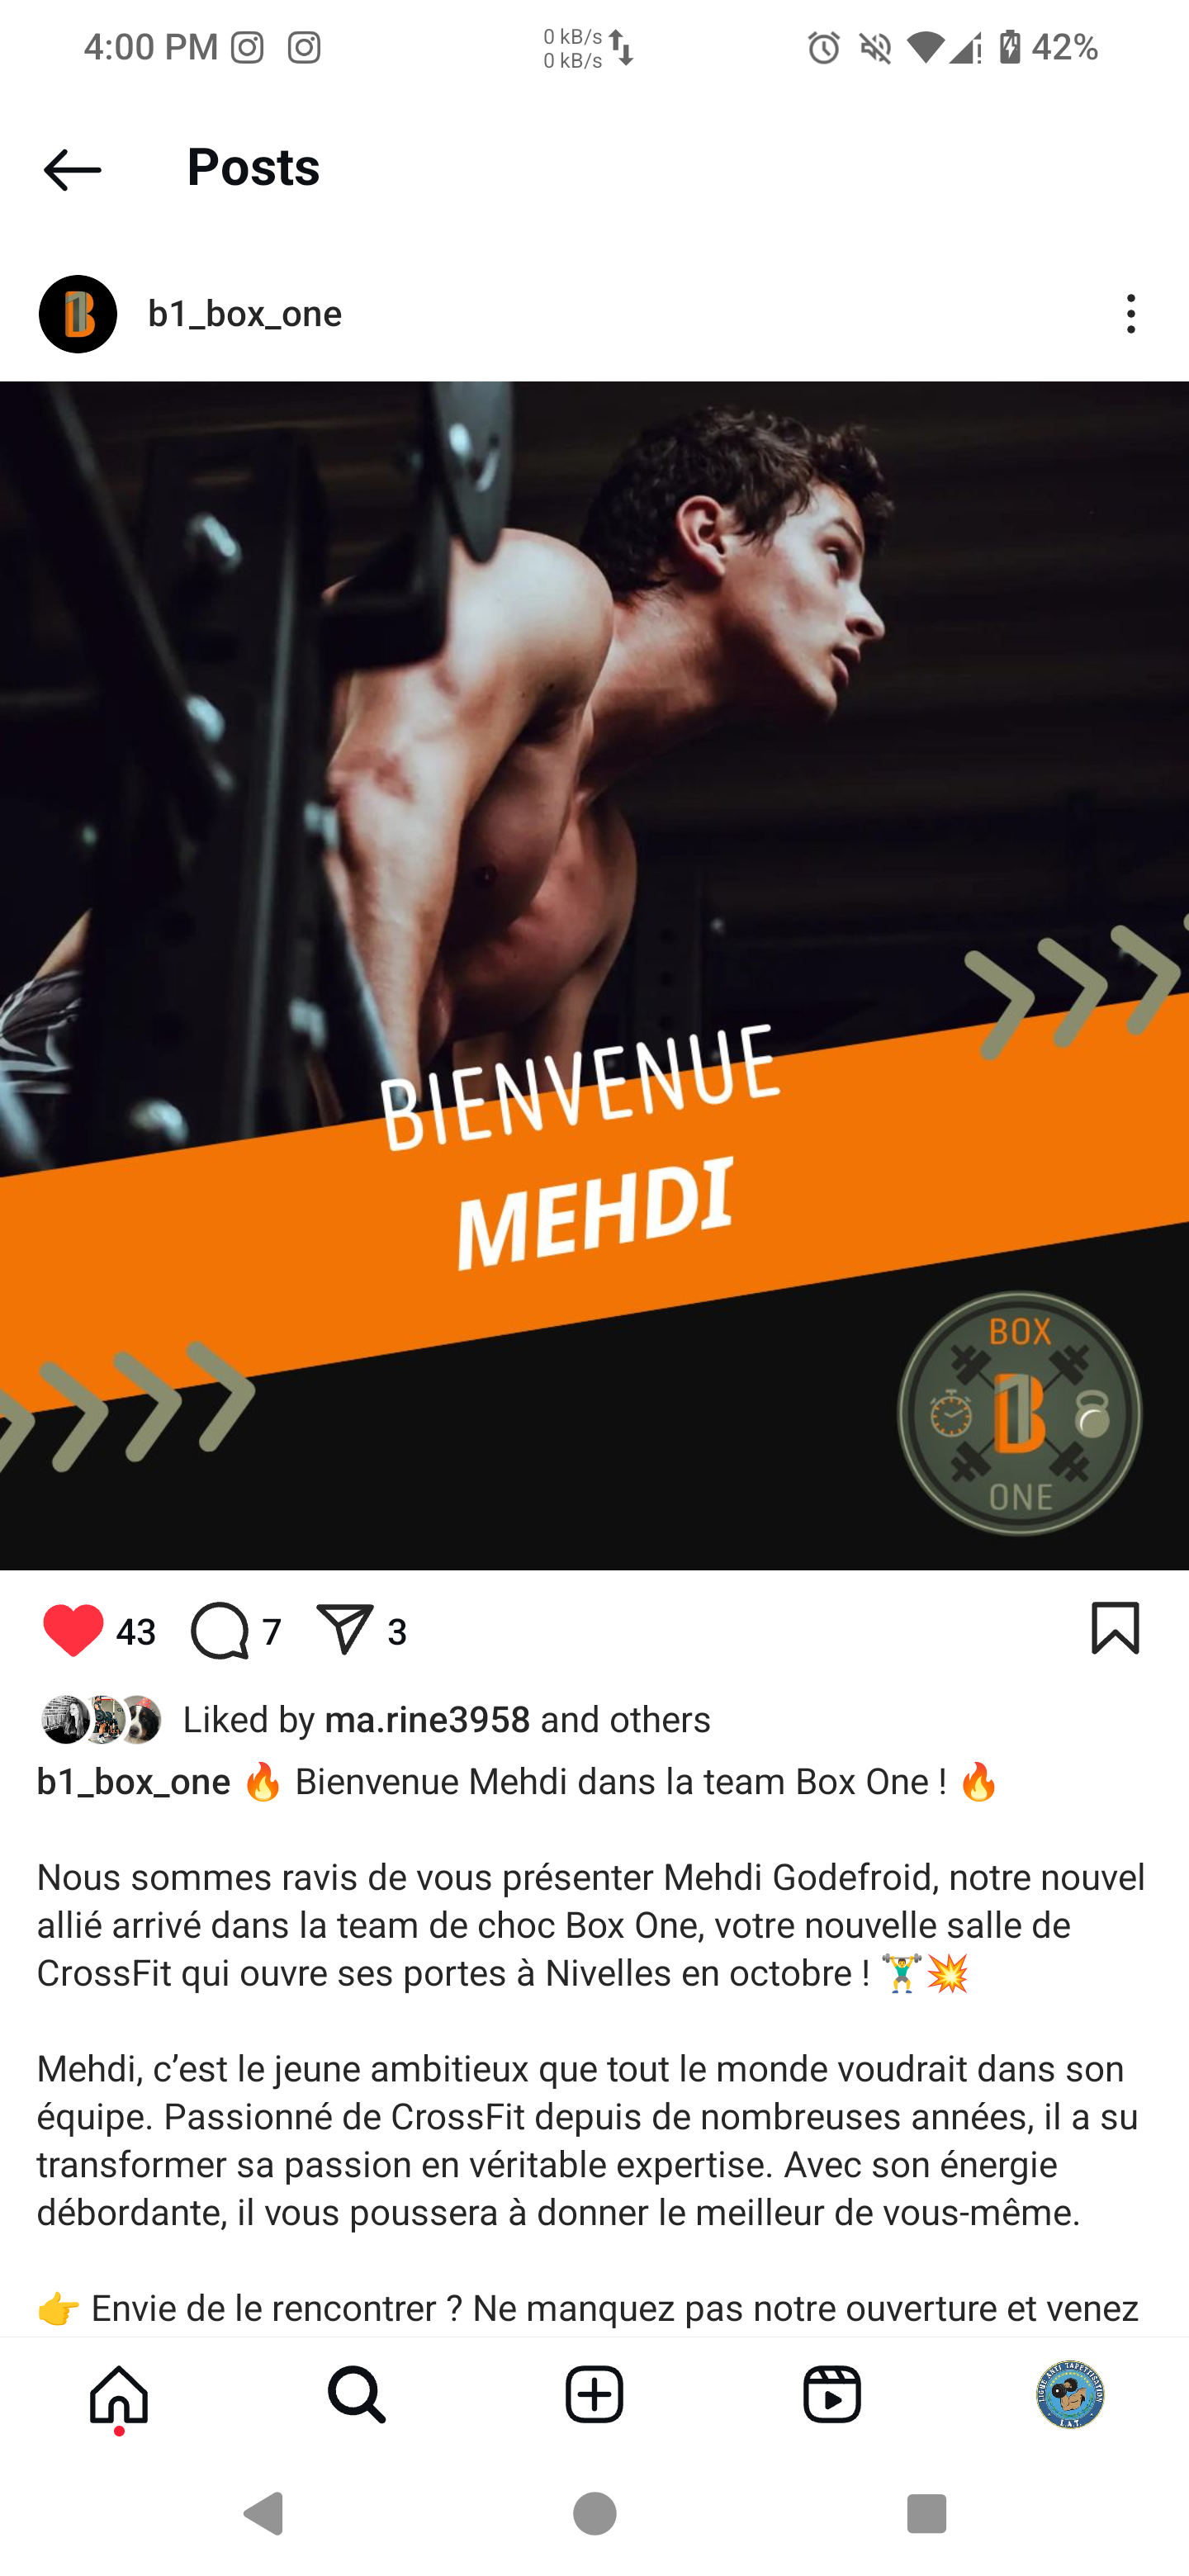 4:00 PM
0 kB/s
0 kB/s
42%
Posts
b1_box_one
BIENVENUE
MEHDI
BOX
B1
ONE
43 7 3
Liked by ma.rine3958 and others
b1_box_one 🔥 Bienvenue Mehdi dans la team Box One ! 🔥
Nous sommes ravis de vous présenter Mehdi Godefroid, notre nouvel
allié arrivé dans la team de choc Box One, votre nouvelle salle de
CrossFit qui ouvre ses portes à Nivelles en octobre ! 🏋️‍♂️💥
Mehdi, c’est le jeune ambitieux que tout le monde voudrait dans son
équipe. Passionné de CrossFit depuis de nombreuses années, il a su
transformer sa passion en véritable expertise. Avec son énergie
débordante, il vous poussera à donner le meilleur de vous-même.
👉 Envie de le rencontrer ? Ne manquez pas notre ouverture et venez
L.A.T.